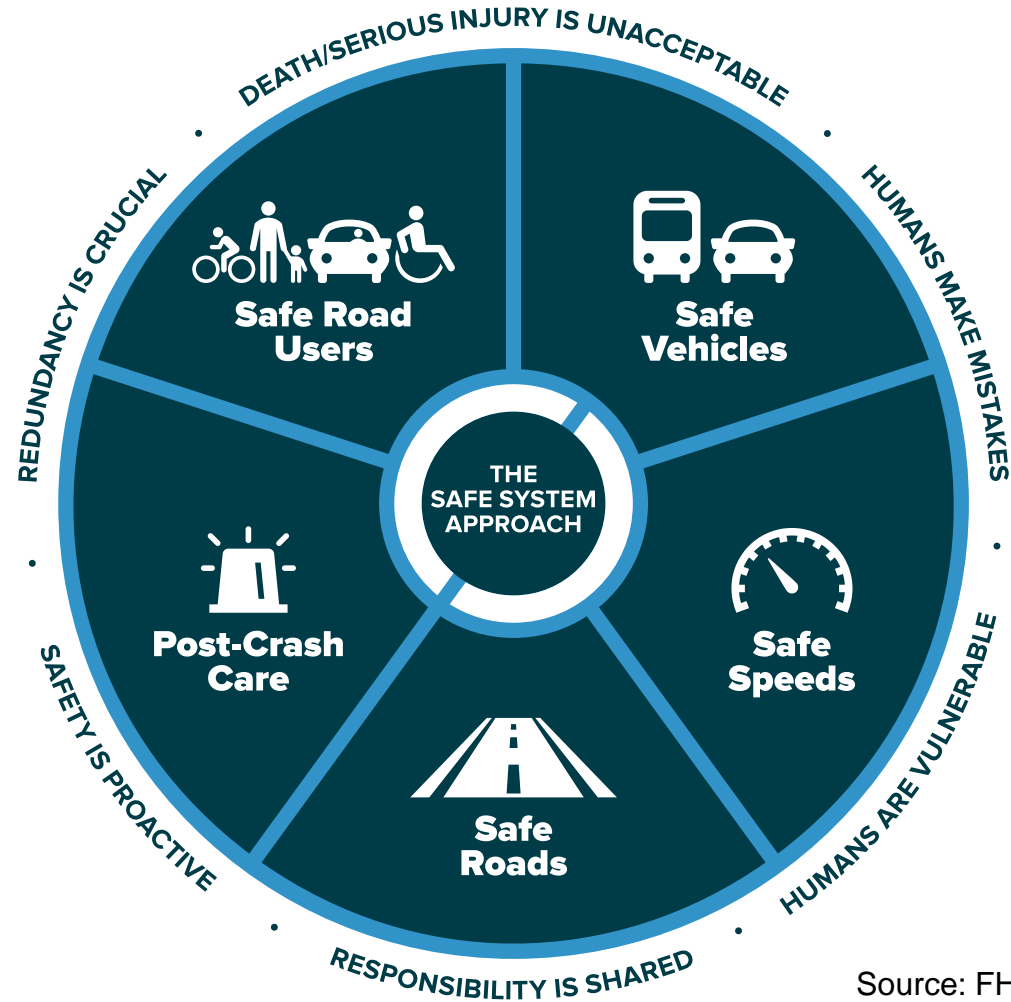 DEATH/SERIOUS INJURY IS UNACCEPTABLE
HUMANS MAKE MISTAKES
HUMANS ARE VULNERABLE
RESPONSIBILITY IS SHARED
SAFETY IS PROACTIVE
REDUNDANCY IS CRUCIAL
Safe Road
Users
Safe
Vehicles
Safe
Speeds
Safe
Roads
Post-Crash
Care
THE
SAFE SYSTEM
APPROACH
Source: FH